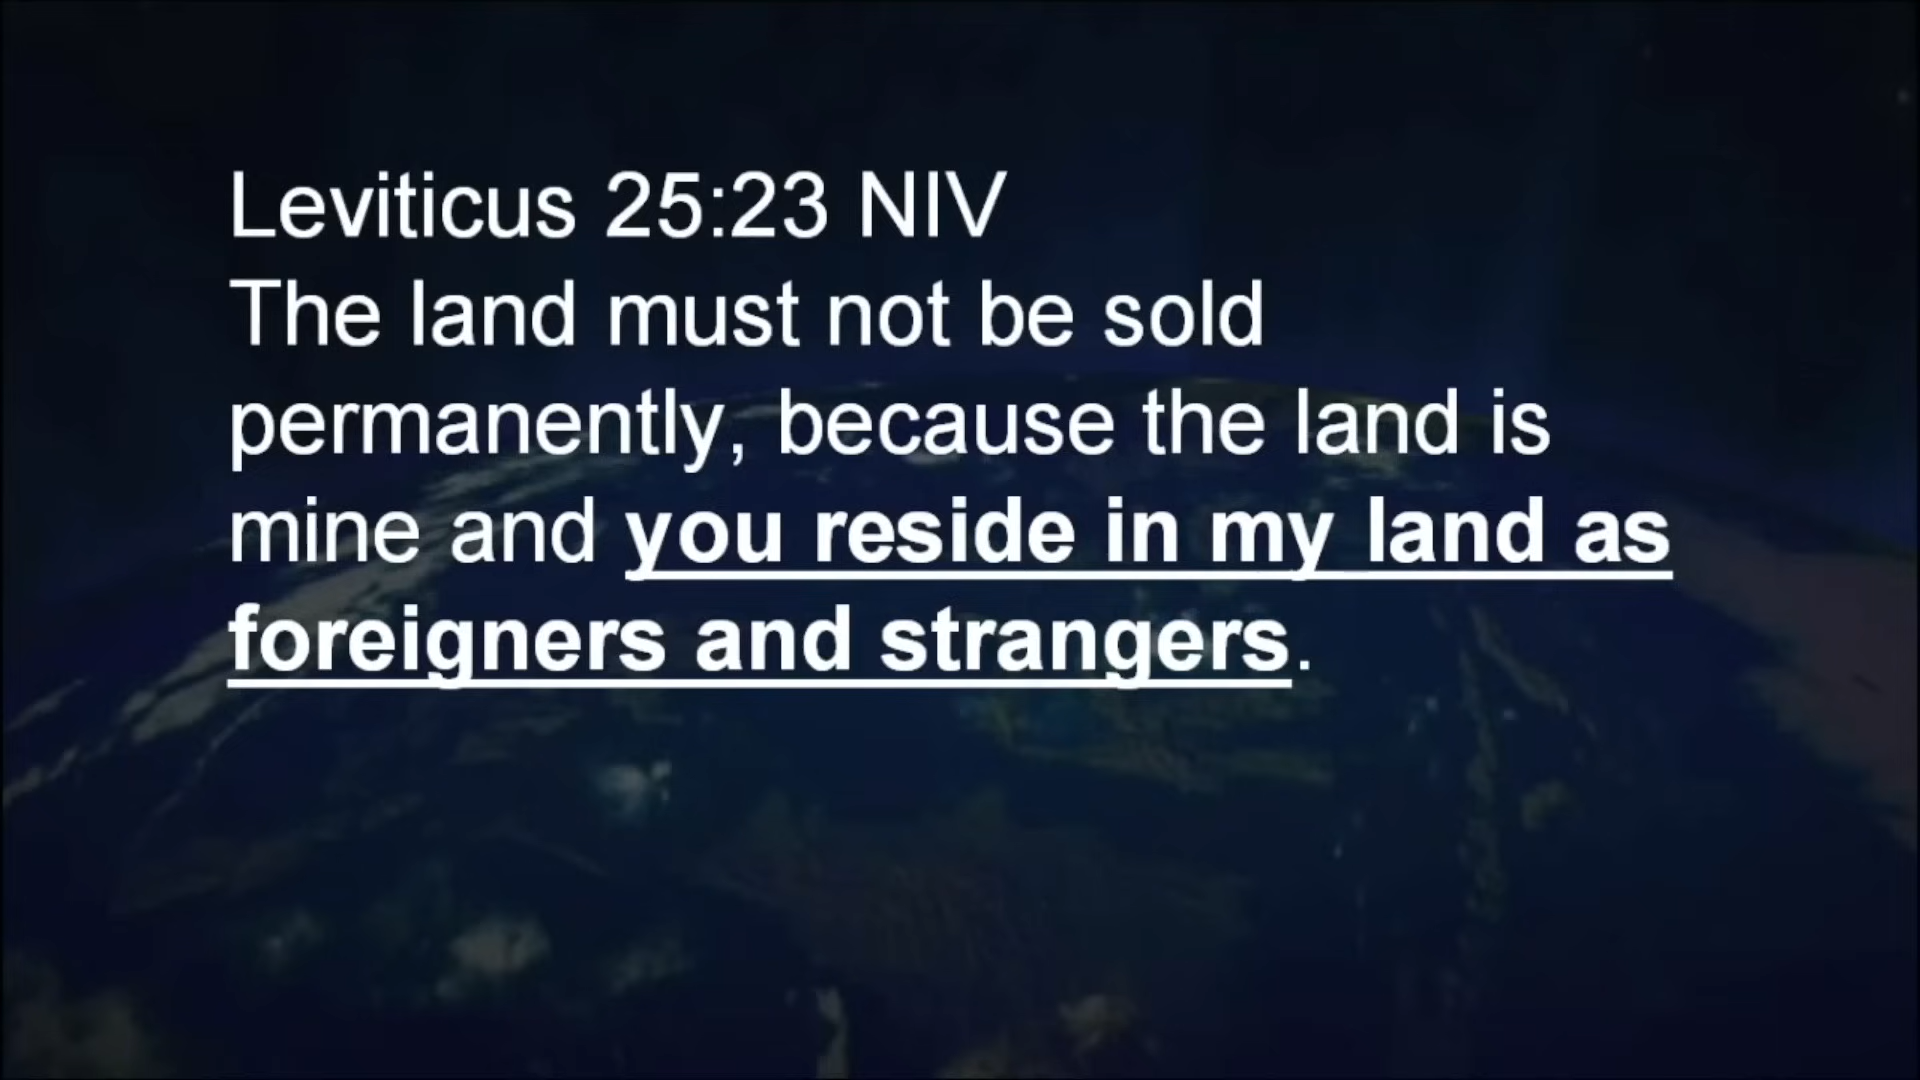 Leviticus 25:23 NIV
The land must not be sold
permanently, because the land is
mine and you reside in my land as
foreigners and strangers.